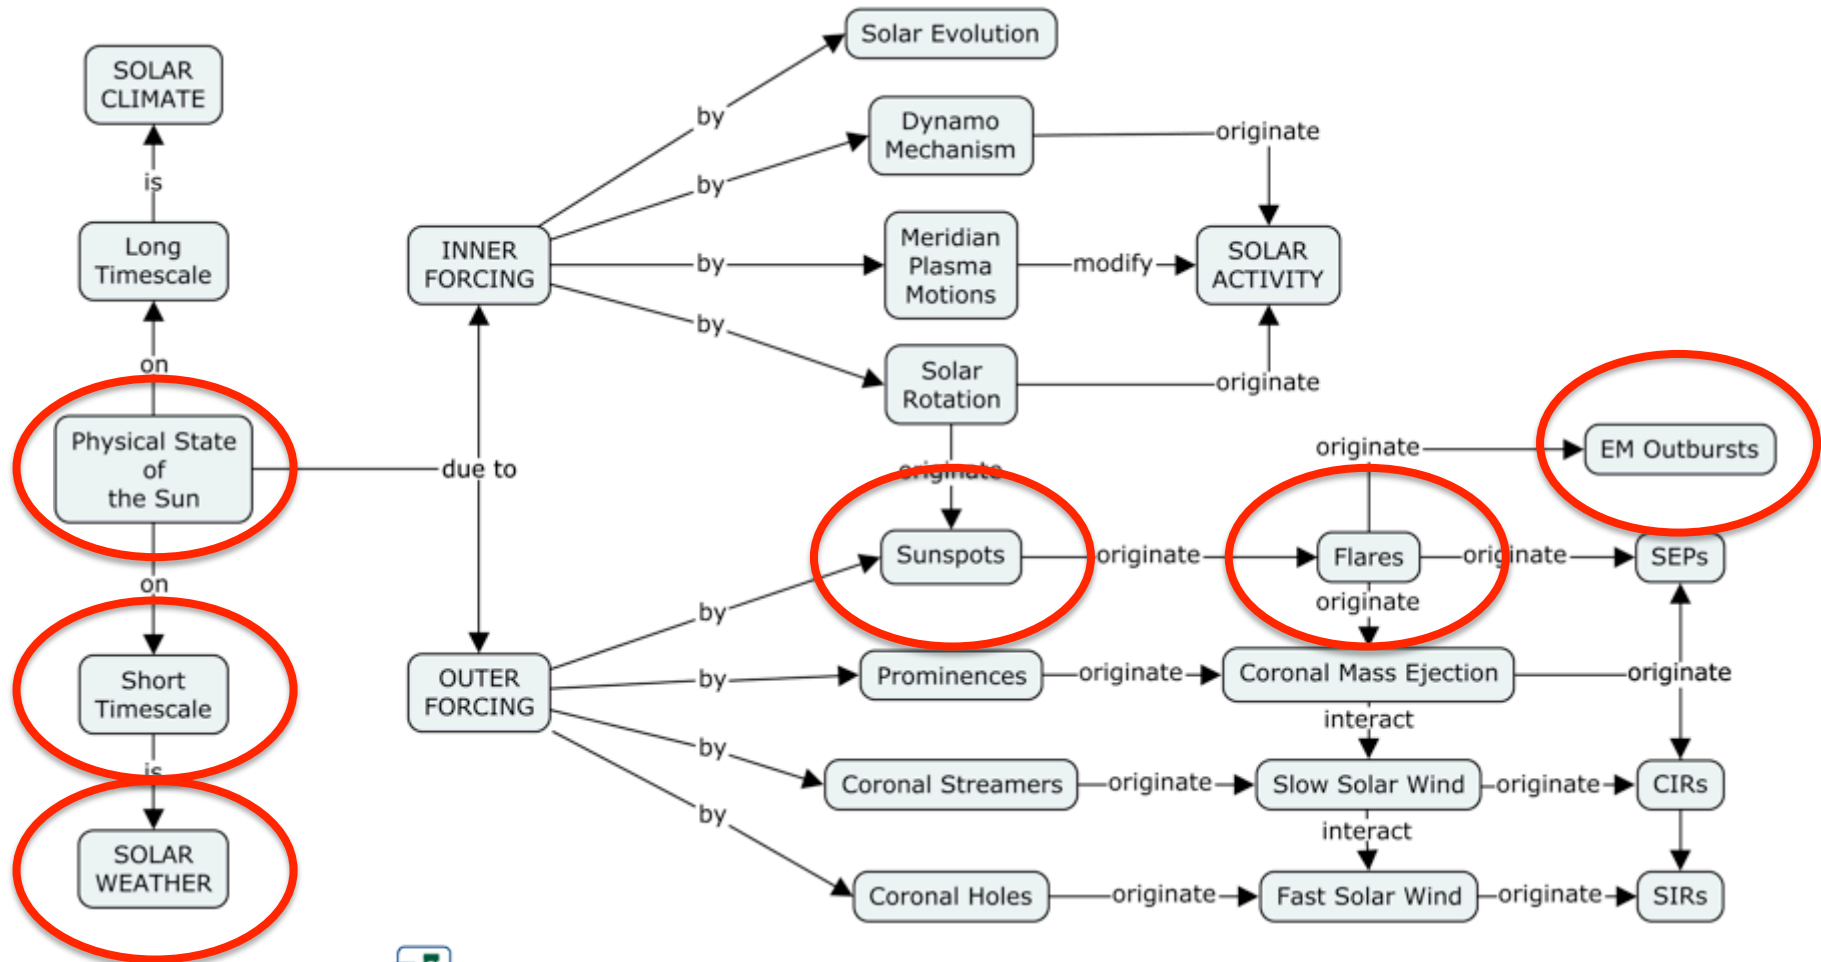 Solar Evolution
SOLAR
CLIMATE
by
Dynamo
Mechanism
originate
is
by
Long
Timescale
INNER
FORCING
by
Meridian
Plasma
Motions
modify
SOLAR
ACTIVITY
by
on
Solar
Rotation
originate
Physical State
of
the Sun
due to
originate
originate
EM Outbursts
on
by
Sunspots
originate
Flares
originate
SEPs
originate
Short
Timescale
OUTER
FORCING
by
Prominences
originate
Coronal Mass Ejection
originate
interact
is
by
Coronal Streamers
originate
Slow Solar Wind
originate
CIRs
by
interact
SOLAR
WEATHER
Coronal Holes
originate
Fast Solar Wind
originate
SIRs